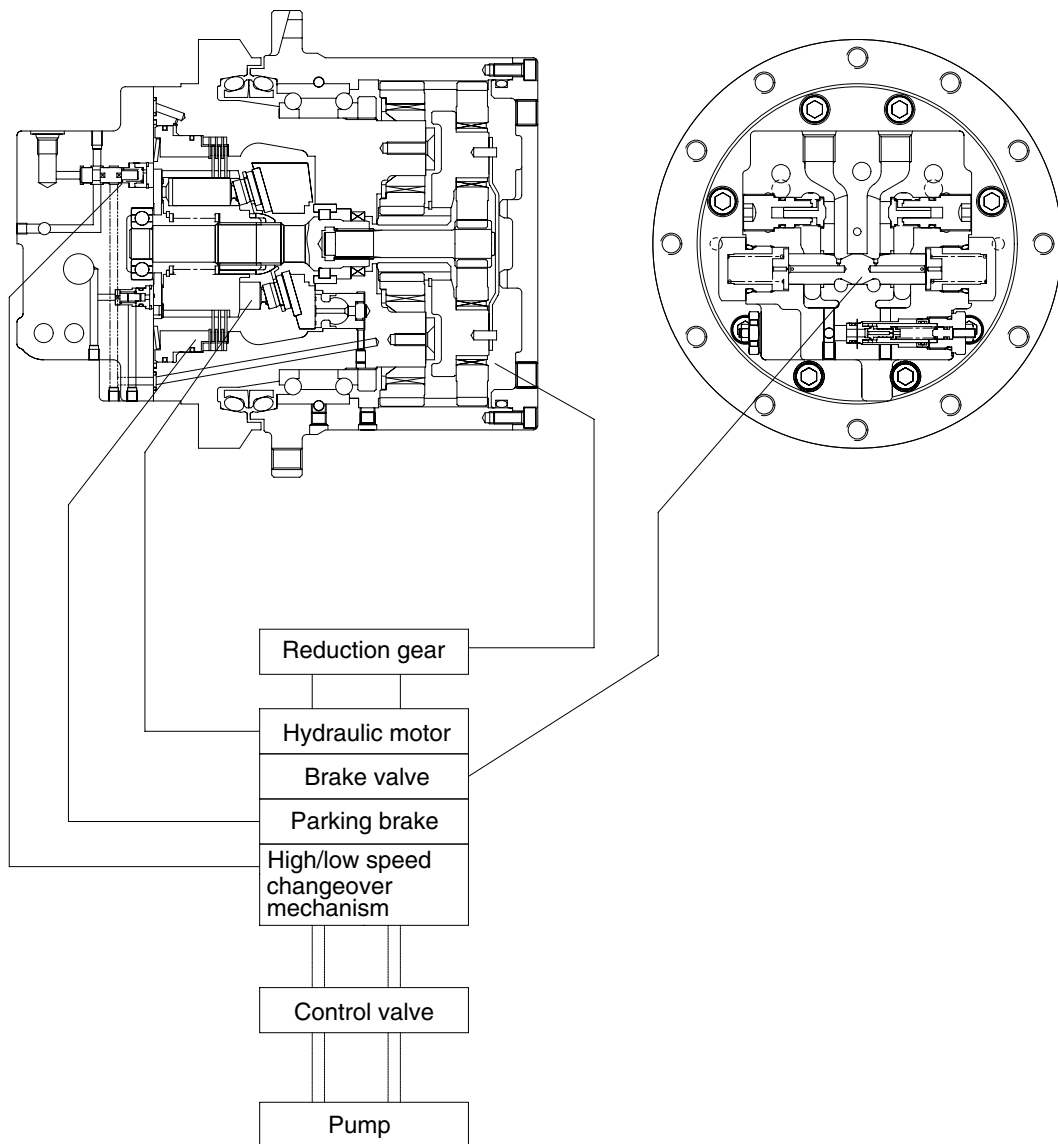 Reduction gear
Hydraulic motor
Brake valve
Parking brake
High/low speed
changeover
mechanism
Control valve
Pump